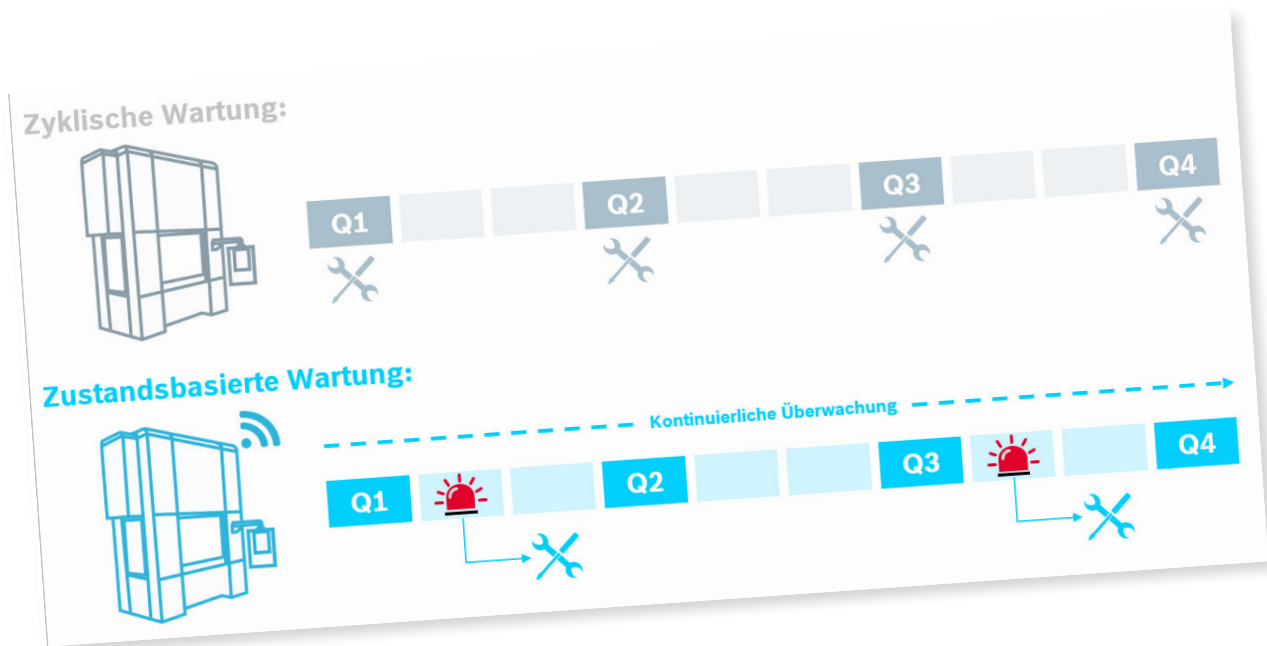 Zyklische Wartung:
Q1
Q2
Q3
Q4
Zustandsbasierte Wartung:
Kontinuierliche Überwachung
Q1
Q2
Q3
Q4